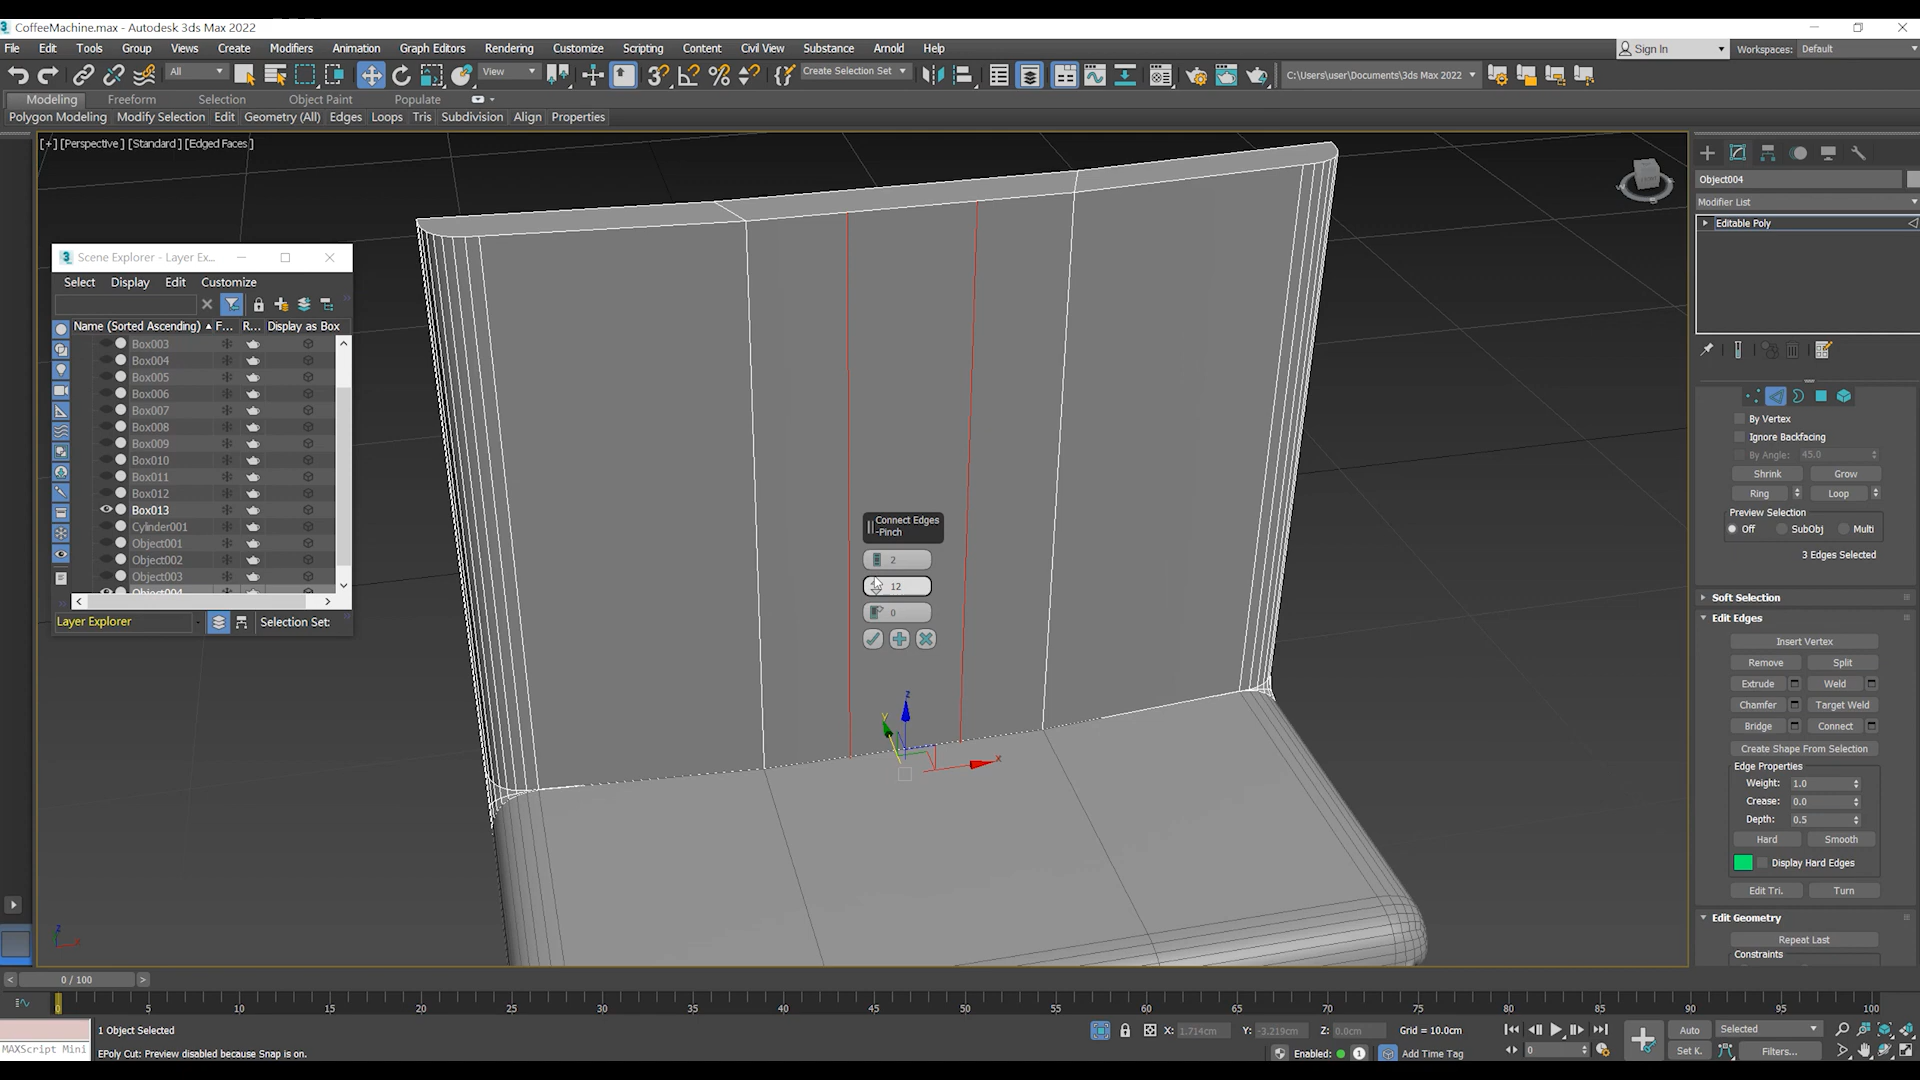 CoffeeMachine.max - Autodesk 3ds Max 2022
File Edit Tools Group Views Create Modifiers Animation Graph Editors Rendering Customize Scripting Content Civil View Substance Arnold Help
Sign In Workspaces: Default
All View Create Selection Set C:\Users\user\Documents\3ds Max 2022
Modeling Freeform Selection Object Paint Populate
Polygon Modeling Modify Selection Edit Geometry (All) Edges Loops Tris Subdivision Align Properties
[+] [Perspective ] [Standard ] [Edged Faces ]
Object004
Modifier List
Editable Poly
Scene Explorer - Layer Ex...
Select Display Edit Customize
Name (Sorted Ascending) F... R... Display as Box
Box003
Box004
Box005
Box006
Box007
Box008
Box009
Box010
Box011
Box012
Box013
Cylinder001
Object001
Object002
Object003
Object004
Layer Explorer Selection Set:
Connect Edges
-Pinch
2
12
0
z
y
x
By Vertex
Ignore Backfacing
By Angle: 45.0
Shrink Grow
Ring Loop
Preview Selection
Off SubObj Multi
3 Edges Selected
Soft Selection
Edit Edges
Insert Vertex
Remove Split
Extrude Weld
Chamfer Target Weld
Bridge Connect
Create Shape From Selection
Edge Properties
Weight: 1.0
Crease: 0.0
Depth: 0.5
Hard Smooth
Display Hard Edges
Edit Tri. Turn
Edit Geometry
Repeat Last
Constraints
0 / 100
0 5 10 15 20 25 30 35 40 45 50 55 60 65 70 75 80 85 90 95 100
1 Object Selected X: 1.714cm Y: -3.219cm Z: 0.0cm Grid = 10.0cm Auto Selected
MAXScript Mini EPoly Cut: Preview disabled because Snap is on. Enabled: 1 Add Time Tag 0 Set K. Filters...